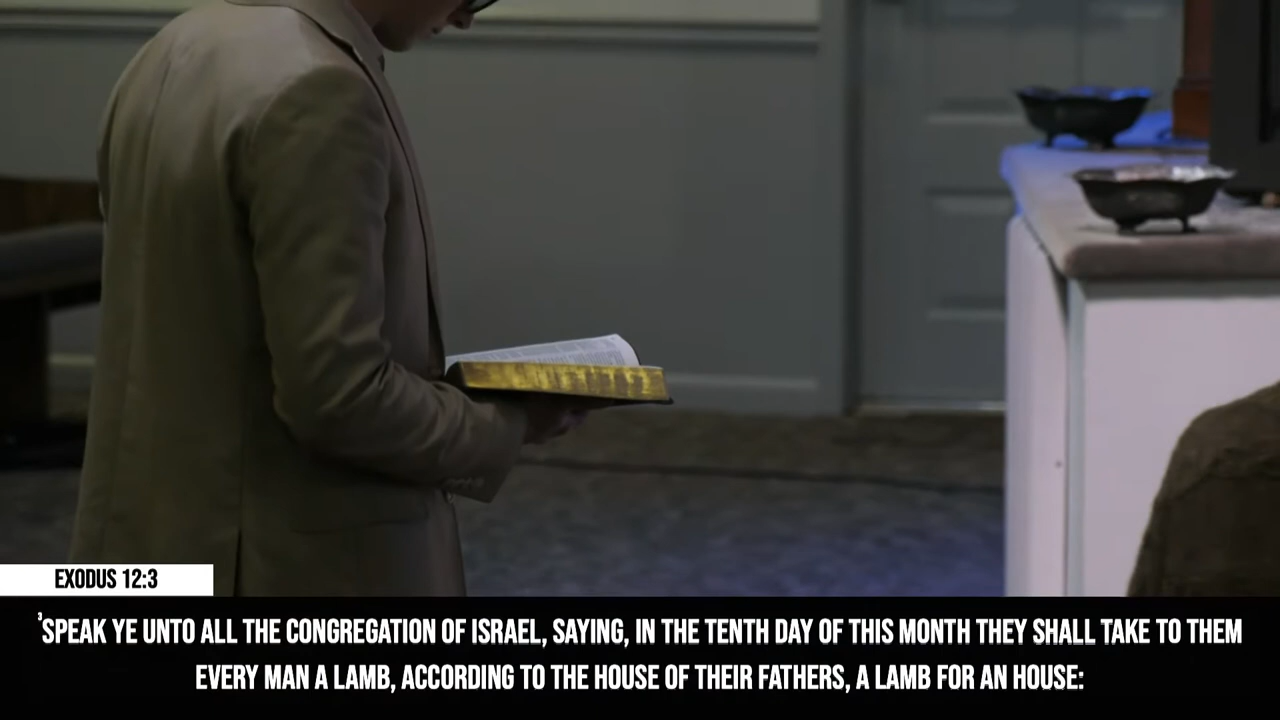 EXODUS 12:3
³SPEAK YE UNTO ALL THE CONGREGATION OF ISRAEL, SAYING, IN THE TENTH DAY OF THIS MONTH THEY SHALL TAKE TO THEM
EVERY MAN A LAMB, ACCORDING TO THE HOUSE OF THEIR FATHERS, A LAMB FOR AN HOUSE: